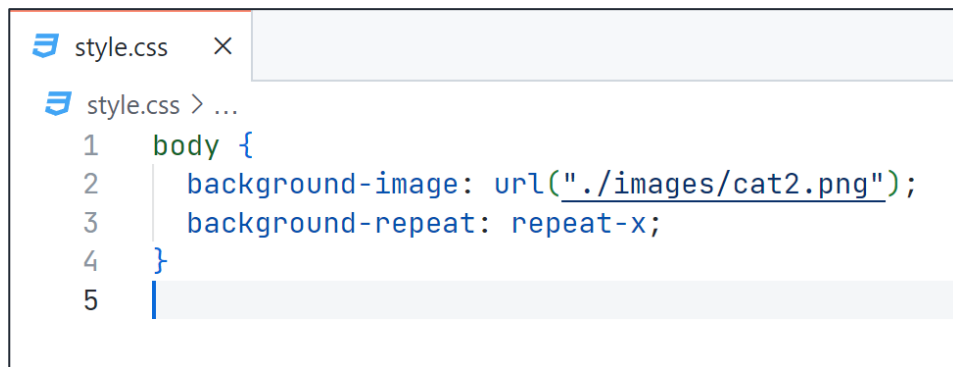 style.css ×
style.css > ...
1 body {
2 background-image: url("./images/cat2.png");
3 background-repeat: repeat-x;
4 }
5